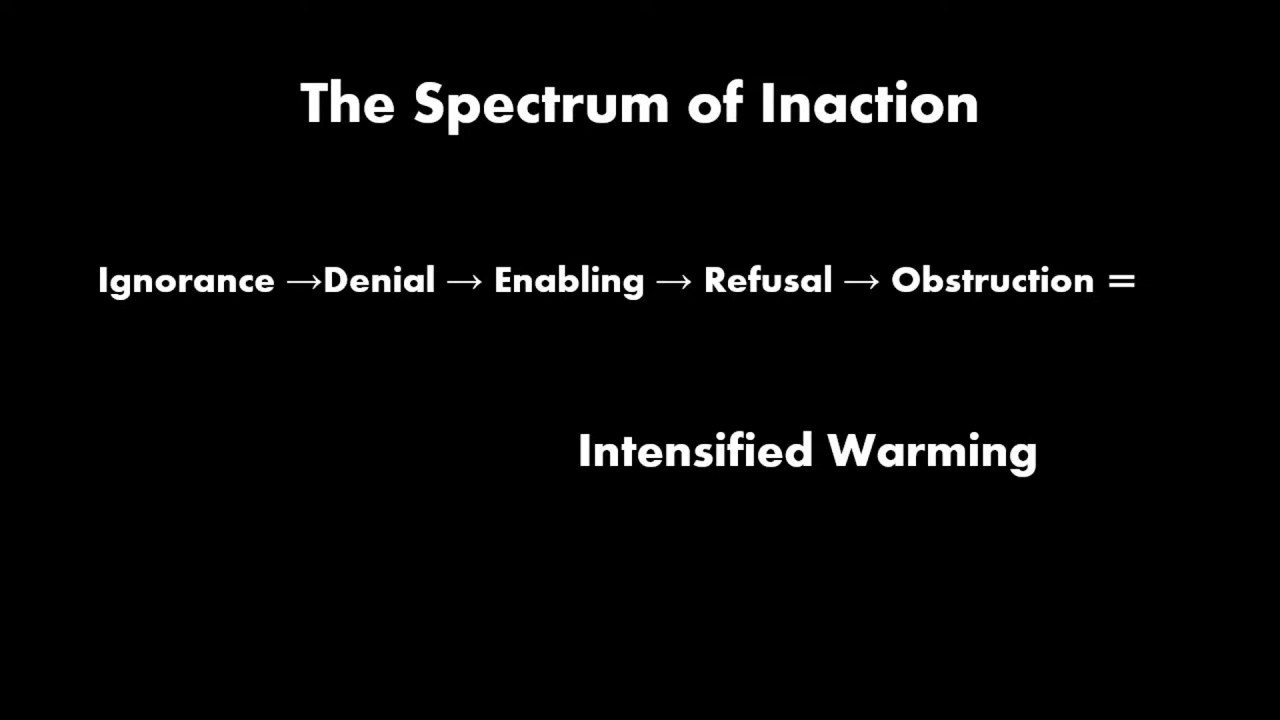 The Spectrum of Inaction
Ignorance →Denial → Enabling → Refusal → Obstruction =
Intensified Warming